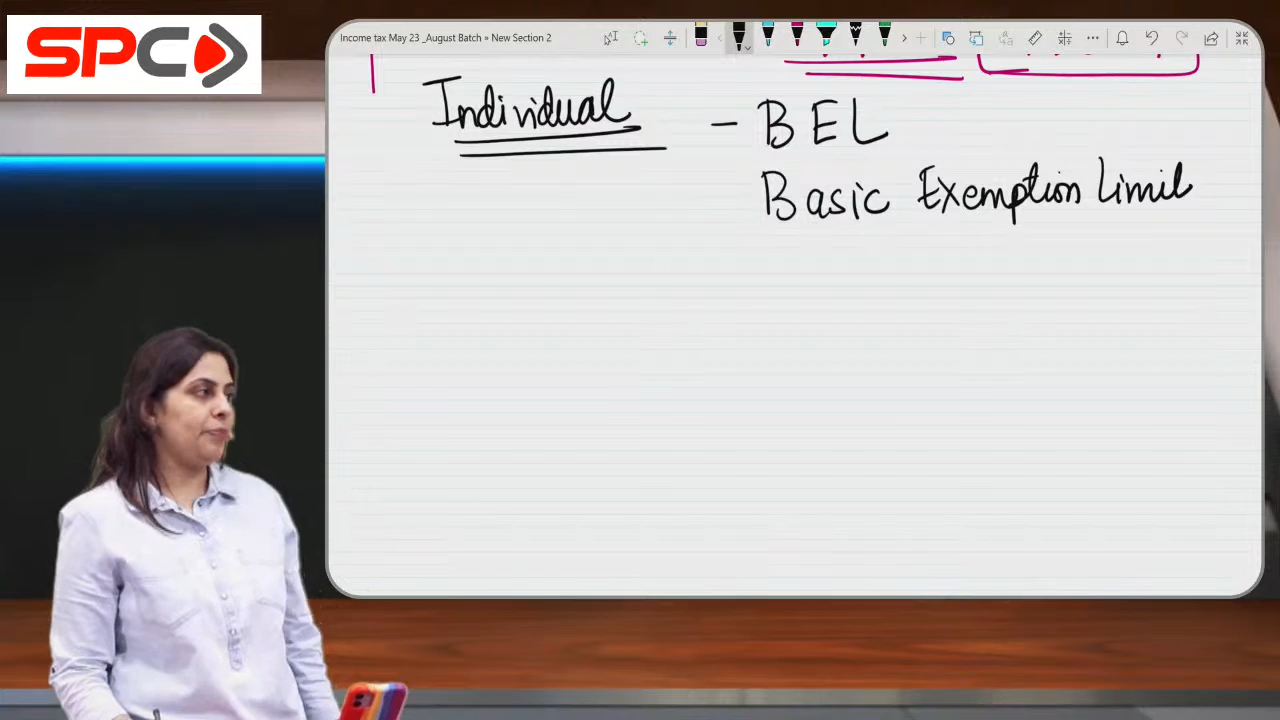 SPC
Income tax May 23 _August Batch » New Section 2
Individual - BEL
Basic Exemption Limit